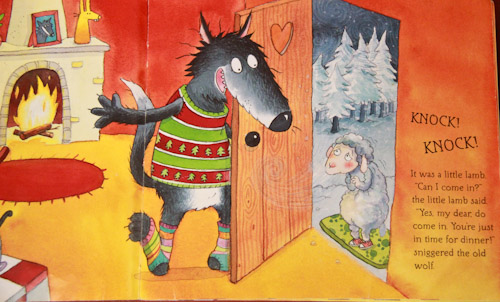 KNOCK!
KNOCK!
It was a little lamb.
"Can I come in?"
the little lamb said.
"Yes, my dear, do
come in. You're just
in time for dinner!"
sniggered the old
wolf.